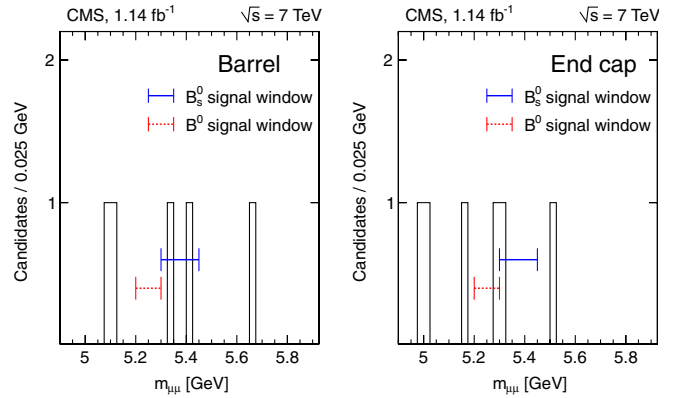 CMS, 1.14 fb⁻¹ √s = 7 TeV
Barrel
B⁰ₛ signal window
B⁰ signal window
Candidates / 0.025 GeV
2
1
5 5.2 5.4 5.6 5.8
m_μμ [GeV]
CMS, 1.14 fb⁻¹ √s = 7 TeV
End cap
B⁰ₛ signal window
B⁰ signal window
Candidates / 0.025 GeV
2
1
5 5.2 5.4 5.6 5.8
m_μμ [GeV]